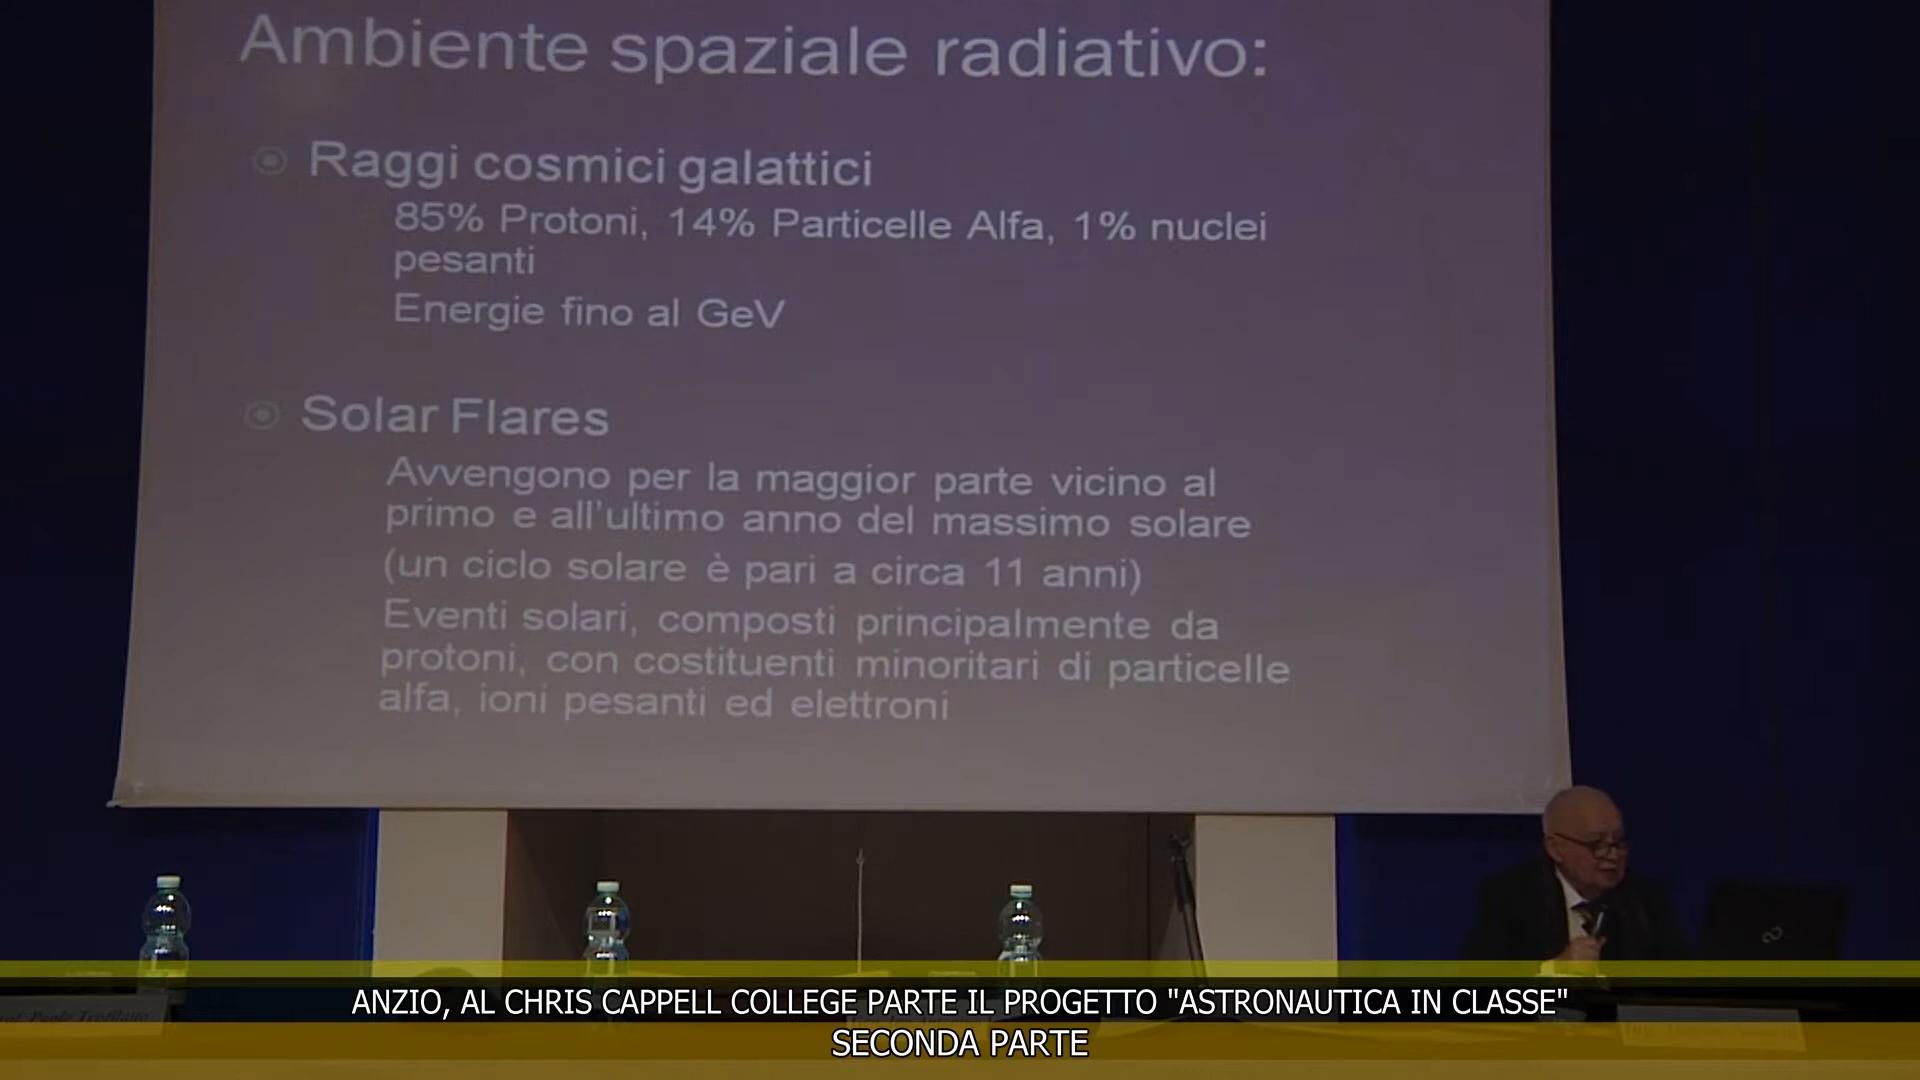 Ambiente spaziale radiativo:
Raggi cosmici galattici
85% Protoni, 14% Particelle Alfa, 1% nuclei
pesanti
Energie fino al GeV
Solar Flares
Avvengono per la maggior parte vicino al
primo e all'ultimo anno del massimo solare
(un ciclo solare è pari a circa 11 anni)
Eventi solari, composti principalmente da
protoni, con costituenti minoritari di particelle
alfa, ioni pesanti ed elettroni
ANZIO, AL CHRIS CAPPELL COLLEGE PARTE IL PROGETTO "ASTRONAUTICA IN CLASSE"
SECONDA PARTE